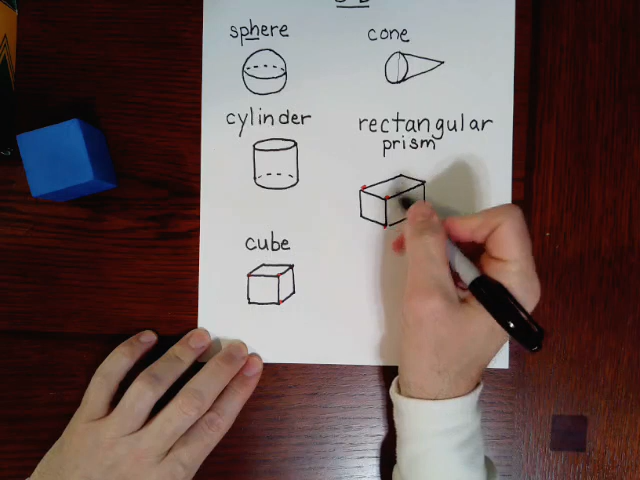 sphere
cone
cylinder
rectangular
prism
cube